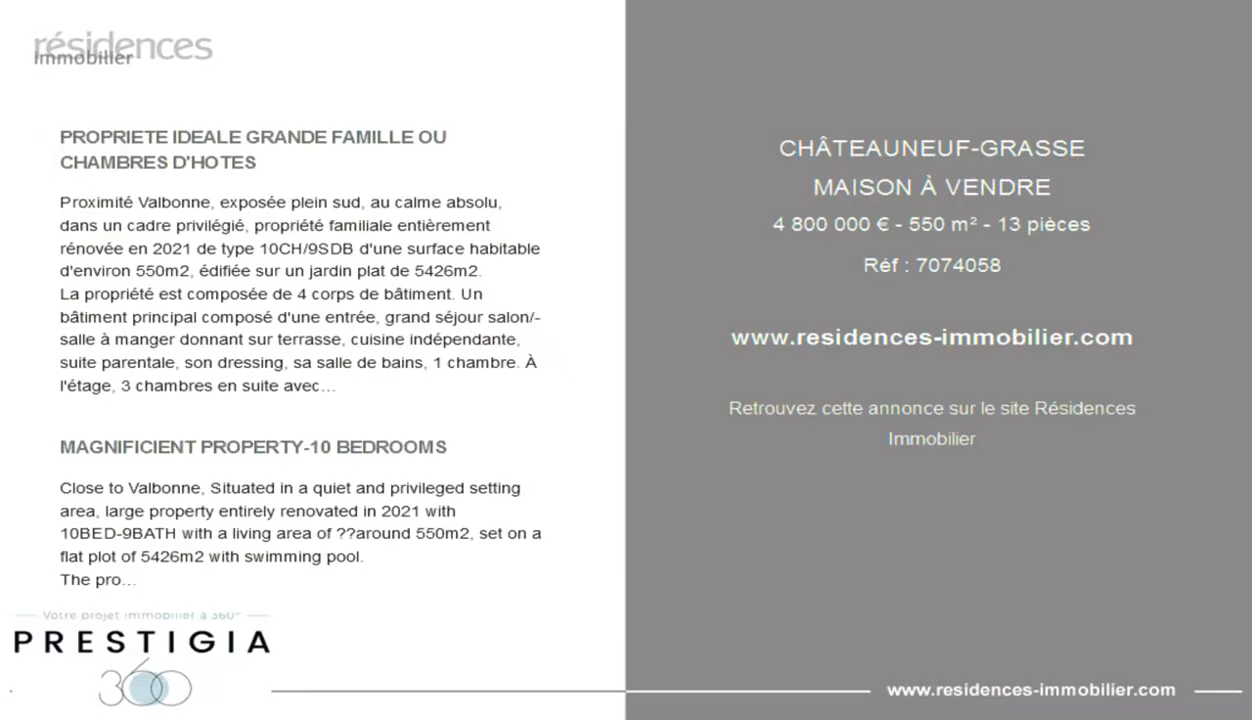 résidences
Immobilier
PROPRIETE IDEALE GRANDE FAMILLE OU
CHAMBRES D'HOTES
Proximité Valbonne, exposée plein sud, au calme absolu,
dans un cadre privilégié, propriété familiale entièrement
rénovée en 2021 de type 10CH/9SDB d'une surface habitable
d'environ 550m2, édifiée sur un jardin plat de 5426m2.
La propriété est composée de 4 corps de bâtiment. Un
bâtiment principal composé d'une entrée, grand séjour salon/-
salle à manger donnant sur terrasse, cuisine indépendante,
suite parentale, son dressing, sa salle de bains, 1 chambre. À
l'étage, 3 chambres en suite avec...
MAGNIFICIENT PROPERTY-10 BEDROOMS
Close to Valbonne, Situated in a quiet and privileged setting
area, large property entirely renovated in 2021 with
10BED-9BATH with a living area of ??around 550m2, set on a
flat plot of 5426m2 with swimming pool.
The pro...
Votre projet immobilier à 360°
PRESTIGIA
360
CHÂTEAUNEUF-GRASSE
MAISON À VENDRE
4 800 000 € - 550 m² - 13 pièces
Réf : 7074058
www.residences-immobilier.com
Retrouvez cette annonce sur le site Résidences
Immobilier
www.residences-immobilier.com